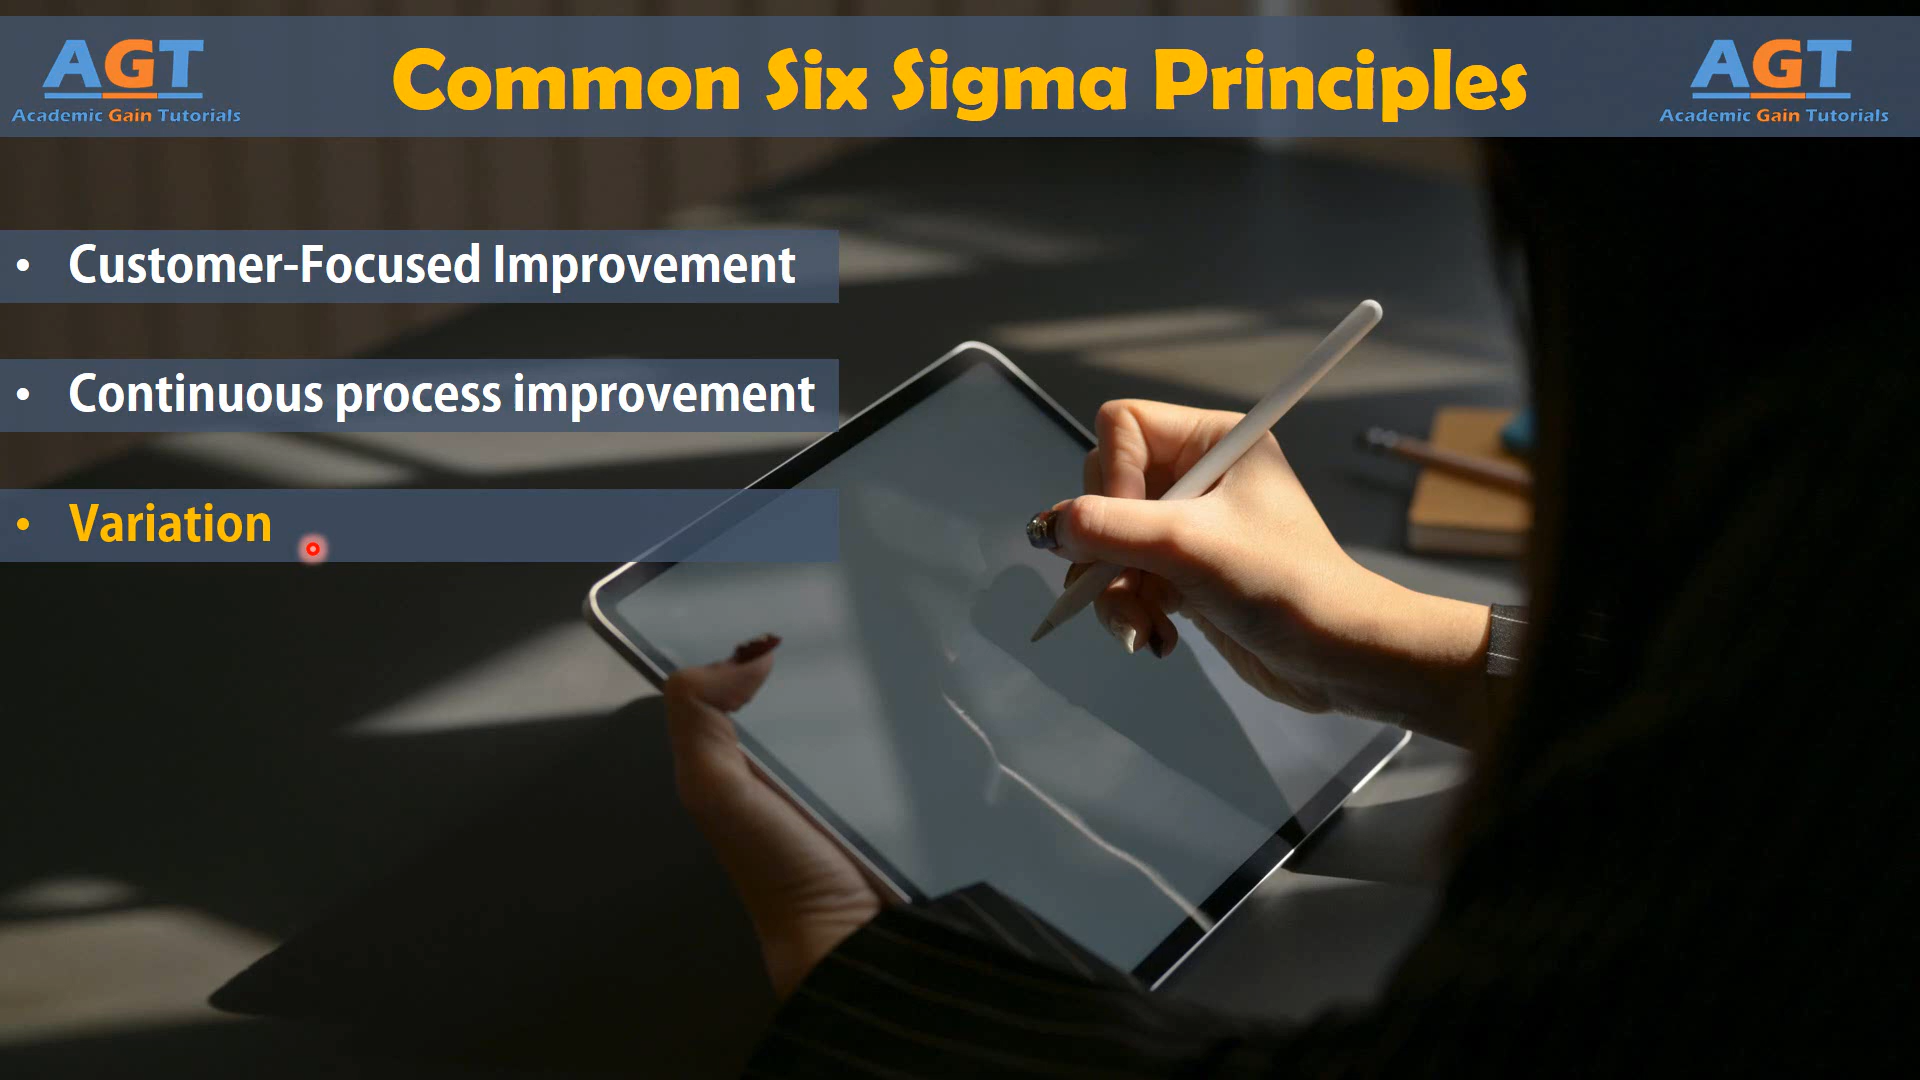 AGT
Academic Gain Tutorials
Common Six Sigma Principles
AGT
Academic Gain Tutorials
• Customer-Focused Improvement
• Continuous process improvement
• Variation